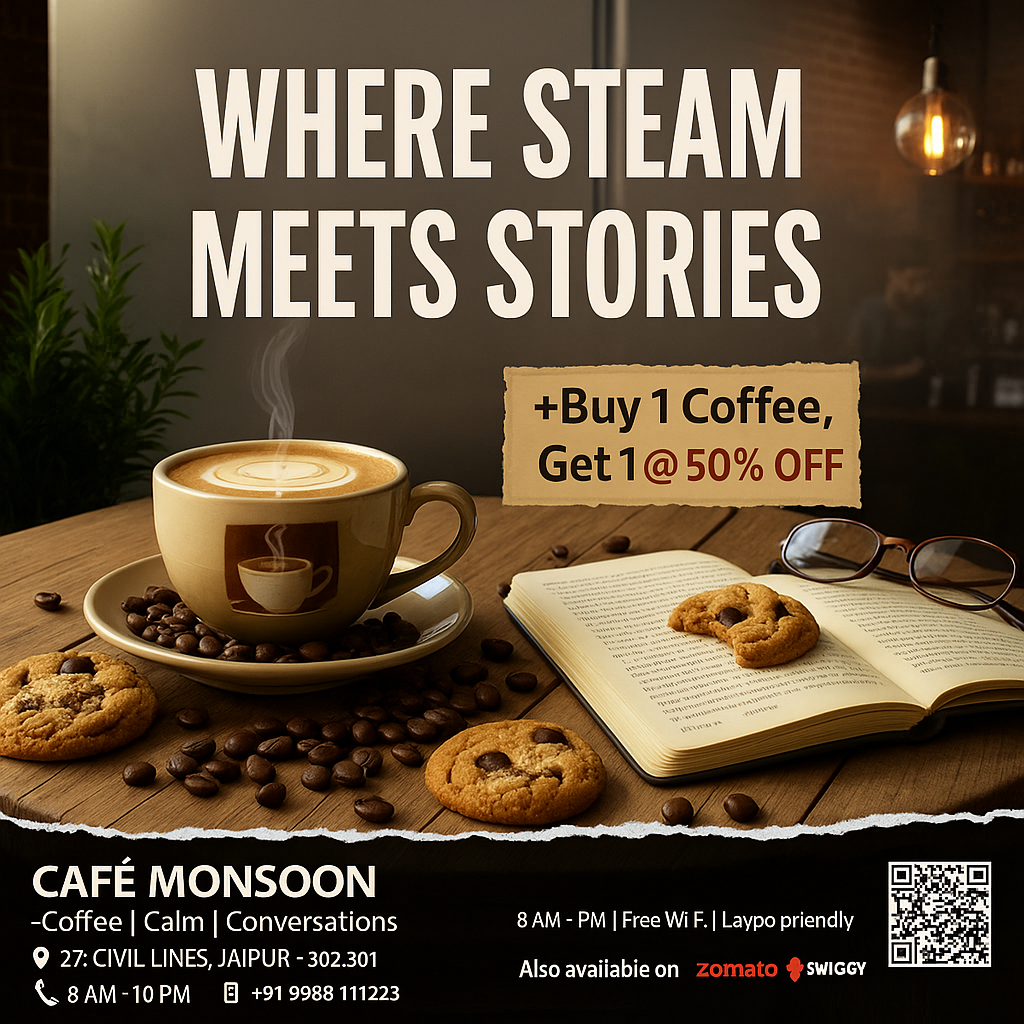 WHERE STEAM
MEETS STORIES
+Buy 1 Coffee,
Get 1@ 50% OFF
CAFÉ MONSOON
-Coffee | Calm | Conversations
27: CIVIL LINES, JAIPUR - 302.301
8 AM - 10 PM +91 9988 111223
8 AM - PM | Free Wi F. | Laypo priendly
Also avaiiable on zomato SWIGGY